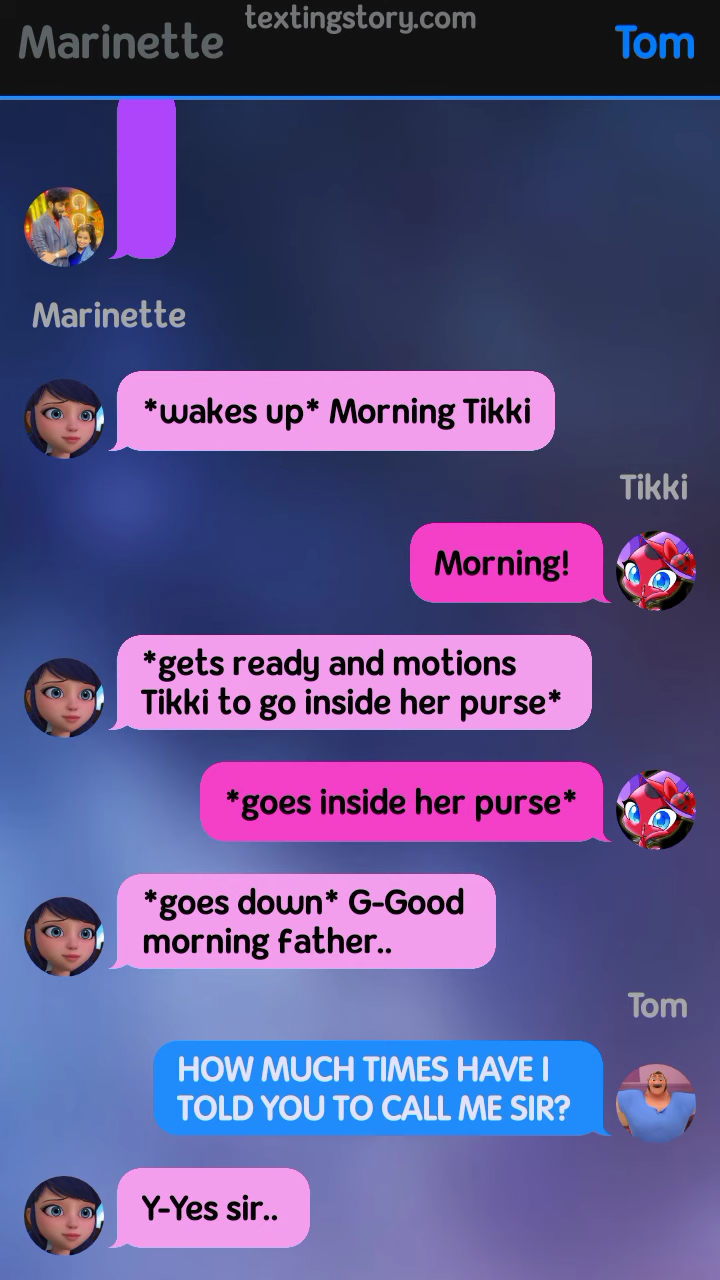 textingstory.com
Marinette
Tom
Marinette
*wakes up* Morning Tikki
Tikki
Morning!
*gets ready and motions
Tikki to go inside her purse*
*goes inside her purse*
*goes down* G-Good
morning father..
Tom
HOW MUCH TIMES HAVE I
TOLD YOU TO CALL ME SIR?
Y-Yes sir..